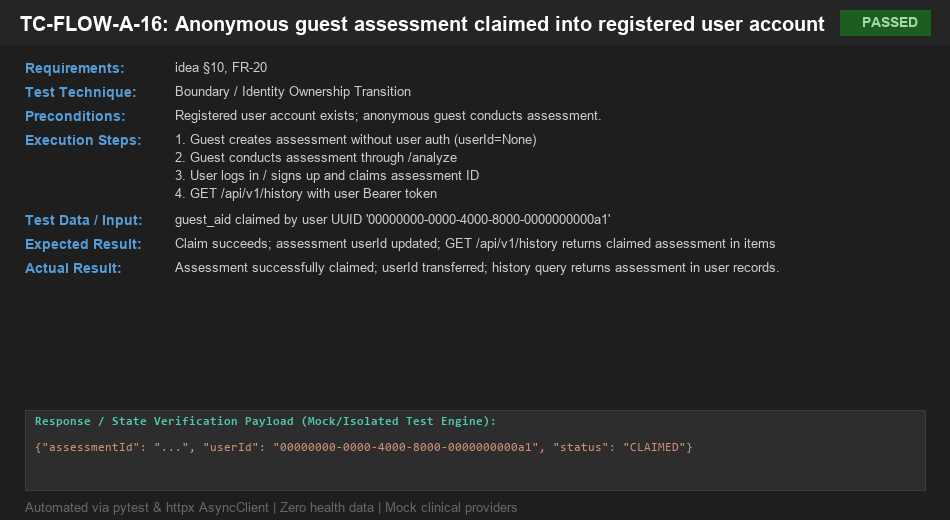 TC-FLOW-A-16: Anonymous guest assessment claimed into registered user account PASSED
Requirements: idea §10, FR-20
Test Technique: Boundary / Identity Ownership Transition
Preconditions: Registered user account exists; anonymous guest conducts assessment.
Execution Steps: 1. Guest creates assessment without user auth (userId=None)
2. Guest conducts assessment through /analyze
3. User logs in / signs up and claims assessment ID
4. GET /api/v1/history with user Bearer token
Test Data / Input: guest_aid claimed by user UUID '00000000-0000-4000-8000-0000000000a1'
Expected Result: Claim succeeds; assessment userId updated; GET /api/v1/history returns claimed assessment in items
Actual Result: Assessment successfully claimed; userId transferred; history query returns assessment in user records.
Response / State Verification Payload (Mock/Isolated Test Engine):
{"assessmentId": "...", "userId": "00000000-0000-4000-8000-0000000000a1", "status": "CLAIMED"}
Automated via pytest & httpx AsyncClient | Zero health data | Mock clinical providers